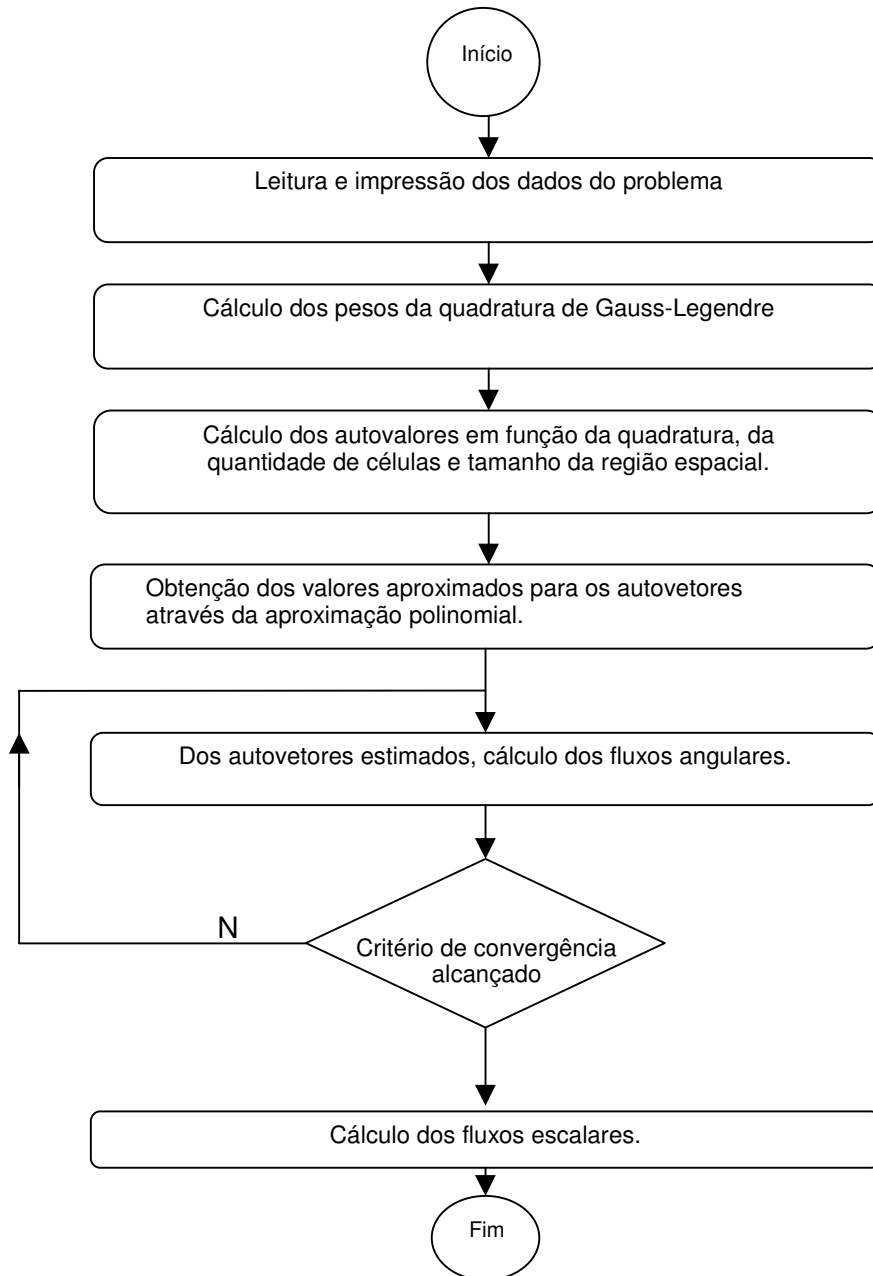 Início
Leitura e impressão dos dados do problema
Cálculo dos pesos da quadratura de Gauss-Legendre
Cálculo dos autovalores em função da quadratura, da
quantidade de células e tamanho da região espacial.
Obtenção dos valores aproximados para os autovetores
através da aproximação polinomial.
Dos autovetores estimados, cálculo dos fluxos angulares.
N
Critério de convergência
alcançado
Cálculo dos fluxos escalares.
Fim